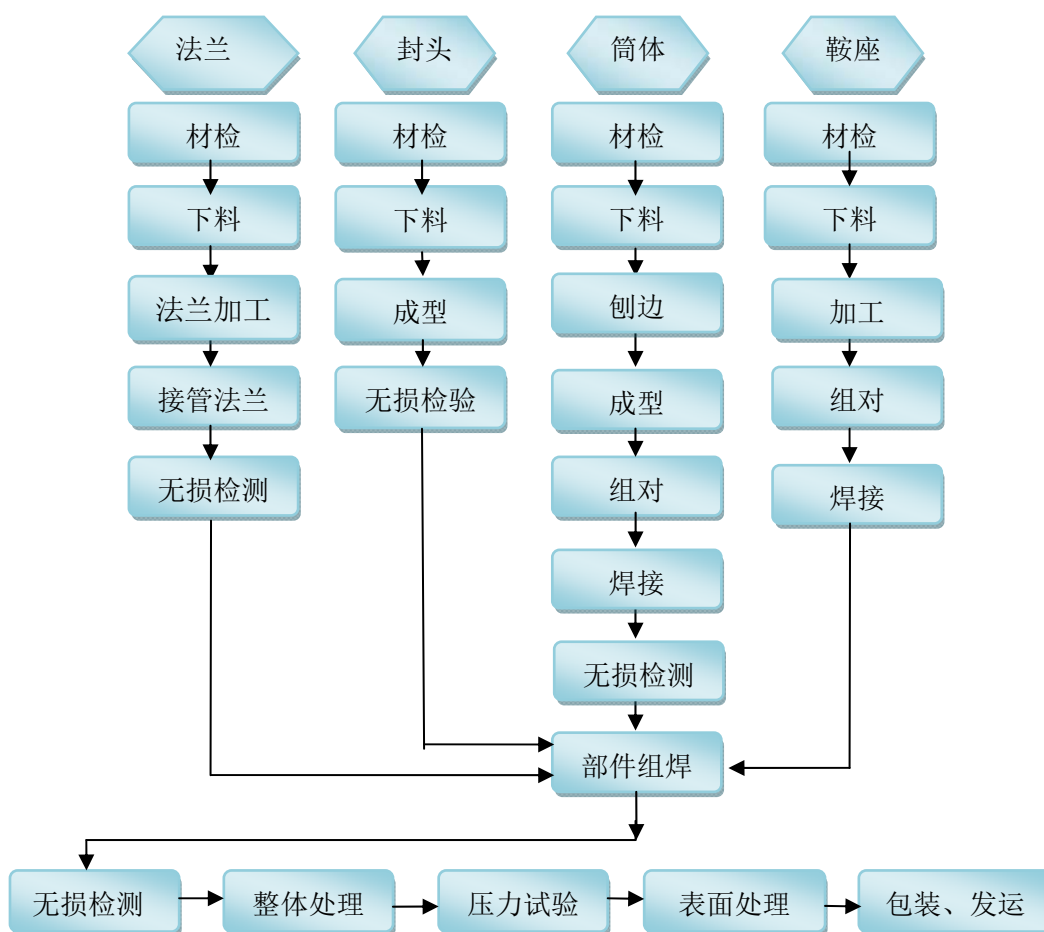 法兰
封头
筒体
鞍座
材检
材检
材检
材检
下料
下料
下料
下料
法兰加工
成型
刨边
加工
接管法兰
无损检验
成型
组对
无损检测
组对
焊接
焊接
无损检测
部件组焊
无损检测
整体处理
压力试验
表面处理
包装、发运